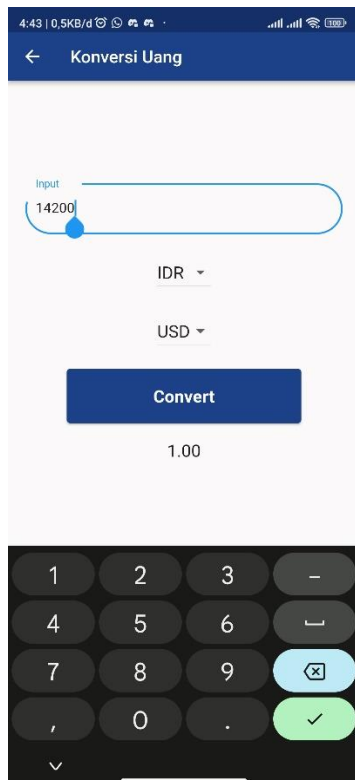 4:43 | 0,5KB/d
100
Konversi Uang
Input
14200
IDR
USD
Convert
1.00
1 2 3 –
4 5 6
7 8 9
, 0 .